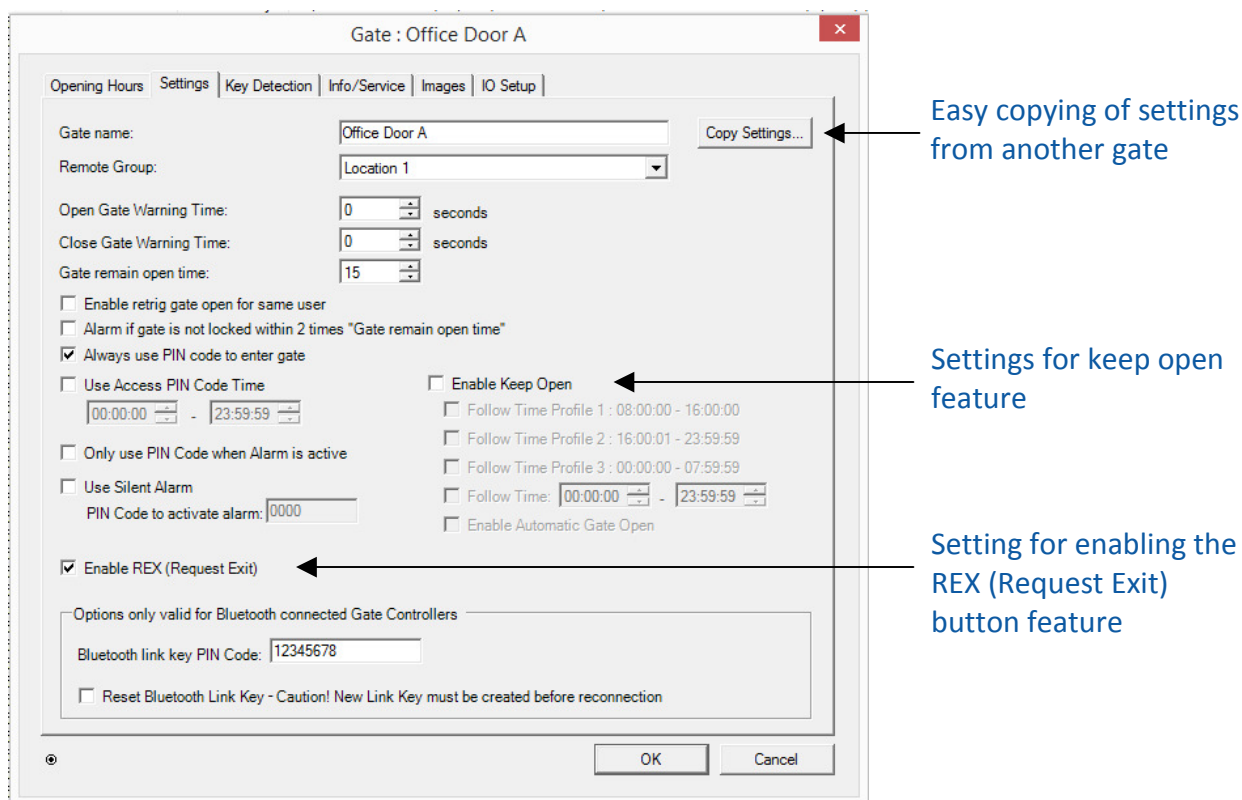 Gate : Office Door A
Opening Hours Settings Key Detection Info/Service Images IO Setup
Gate name: Office Door A Copy Settings...
Remote Group: Location 1
Open Gate Warning Time: 0 seconds
Close Gate Warning Time: 0 seconds
Gate remain open time: 15
Enable retrig gate open for same user
Alarm if gate is not locked within 2 times "Gate remain open time"
Always use PIN code to enter gate
Use Access PIN Code Time
00:00:00 - 23:59:59
Only use PIN Code when Alarm is active
Use Silent Alarm
PIN Code to activate alarm: 0000
Enable Keep Open
Follow Time Profile 1 : 08:00:00 - 16:00:00
Follow Time Profile 2 : 16:00:01 - 23:59:59
Follow Time Profile 3 : 00:00:00 - 07:59:59
Follow Time: 00:00:00 - 23:59:59
Enable Automatic Gate Open
Enable REX (Request Exit)
Options only valid for Bluetooth connected Gate Controllers
Bluetooth link key PIN Code: 12345678
Reset Bluetooth Link Key - Caution! New Link Key must be created before reconnection
OK Cancel
Easy copying of settings
from another gate
Settings for keep open
feature
Setting for enabling the
REX (Request Exit)
button feature